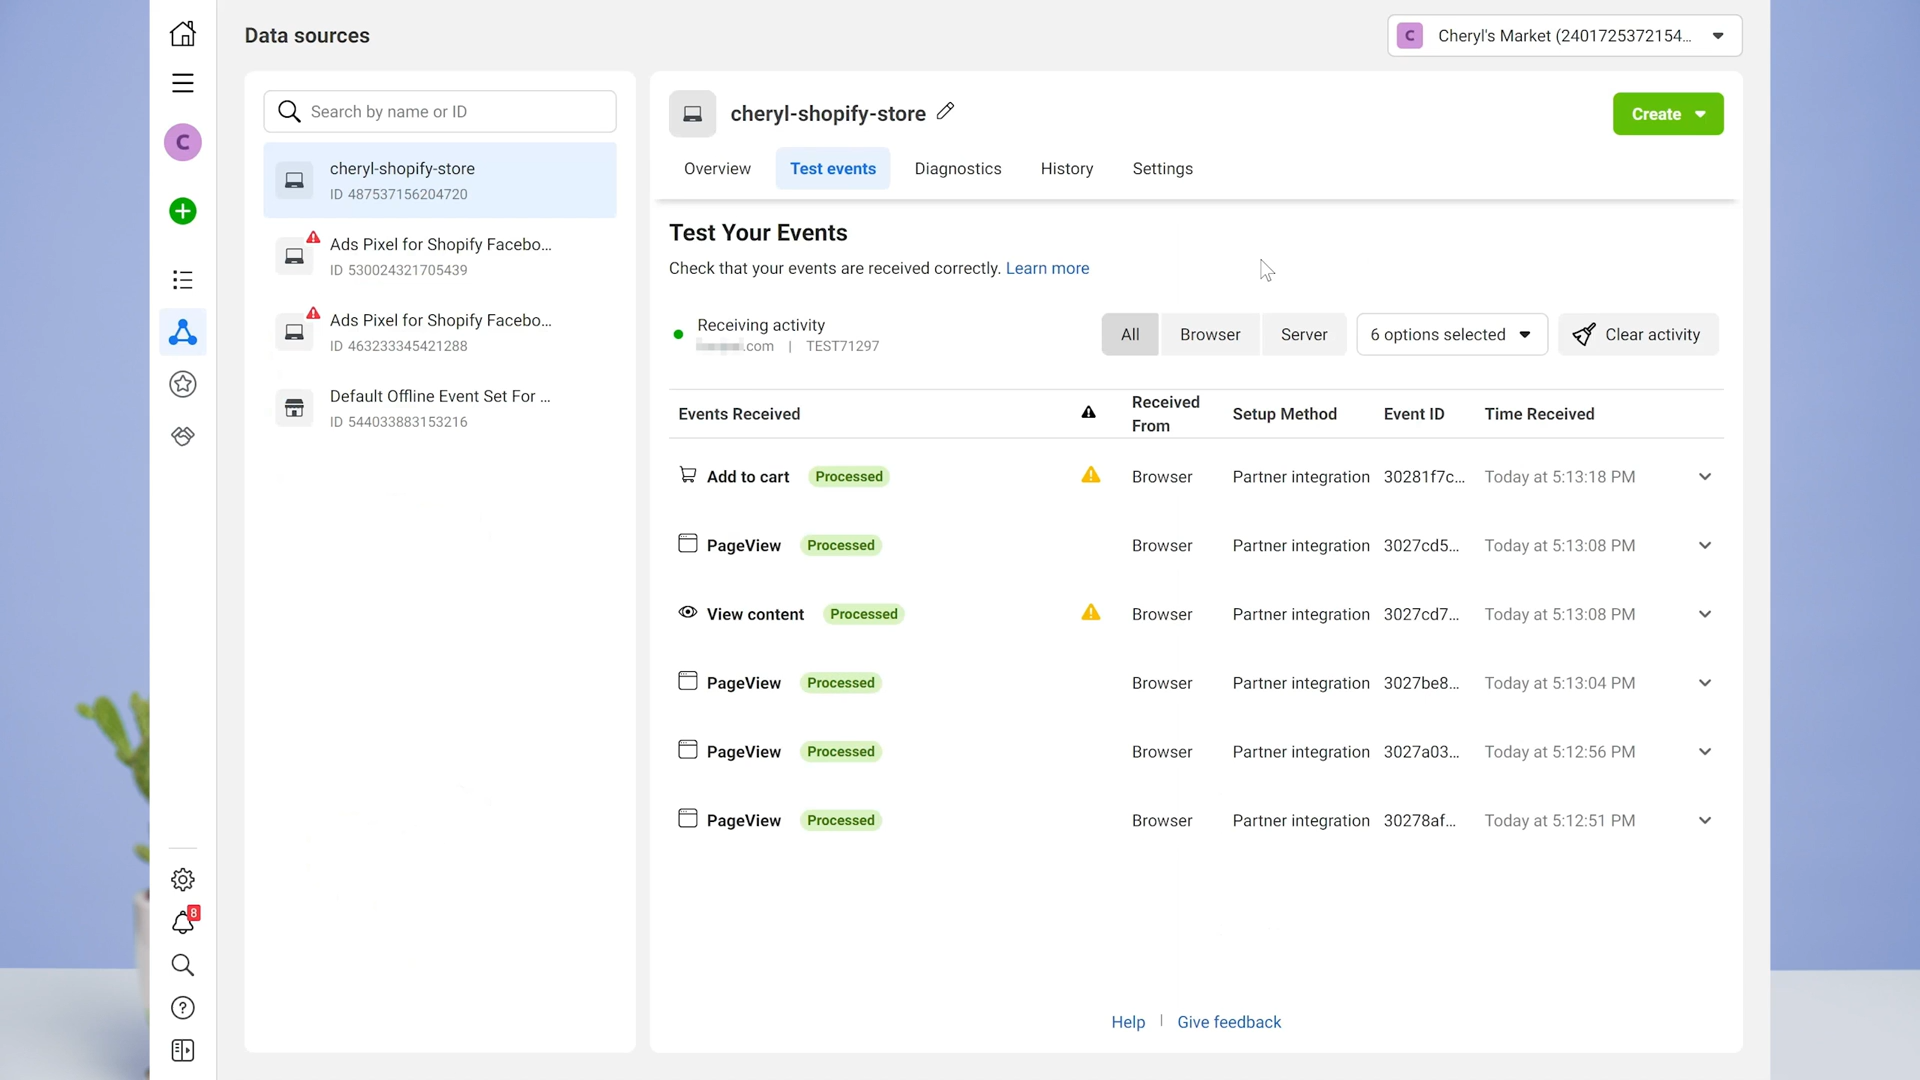 Data sources
C Cheryl's Market (2401725372154...
C
8
Search by name or ID
cheryl-shopify-store
ID 487537156204720
Ads Pixel for Shopify Facebo...
ID 530024321705439
Ads Pixel for Shopify Facebo...
ID 463233345421288
Default Offline Event Set For ...
ID 544033883153216
cheryl-shopify-store
Create
Overview Test events Diagnostics History Settings
Test Your Events
Check that your events are received correctly. Learn more
Receiving activity
.com | TEST71297
All Browser Server 6 options selected Clear activity
Events Received Received From Setup Method Event ID Time Received
Add to cart Processed Browser Partner integration 30281f7c... Today at 5:13:18 PM
PageView Processed Browser Partner integration 3027cd5... Today at 5:13:08 PM
View content Processed Browser Partner integration 3027cd7... Today at 5:13:08 PM
PageView Processed Browser Partner integration 3027be8... Today at 5:13:04 PM
PageView Processed Browser Partner integration 3027a03... Today at 5:12:56 PM
PageView Processed Browser Partner integration 30278af... Today at 5:12:51 PM
Help | Give feedback